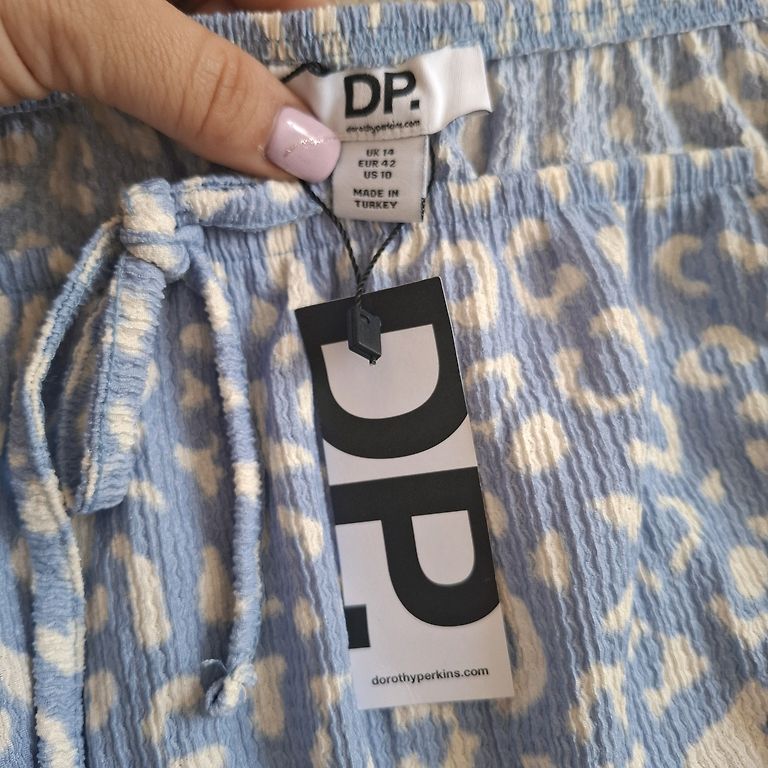 DP.
dorothyperkins.com
UK 14
EUR 42
US 10
MADE IN
TURKEY
DP.
dorothyperkins.com